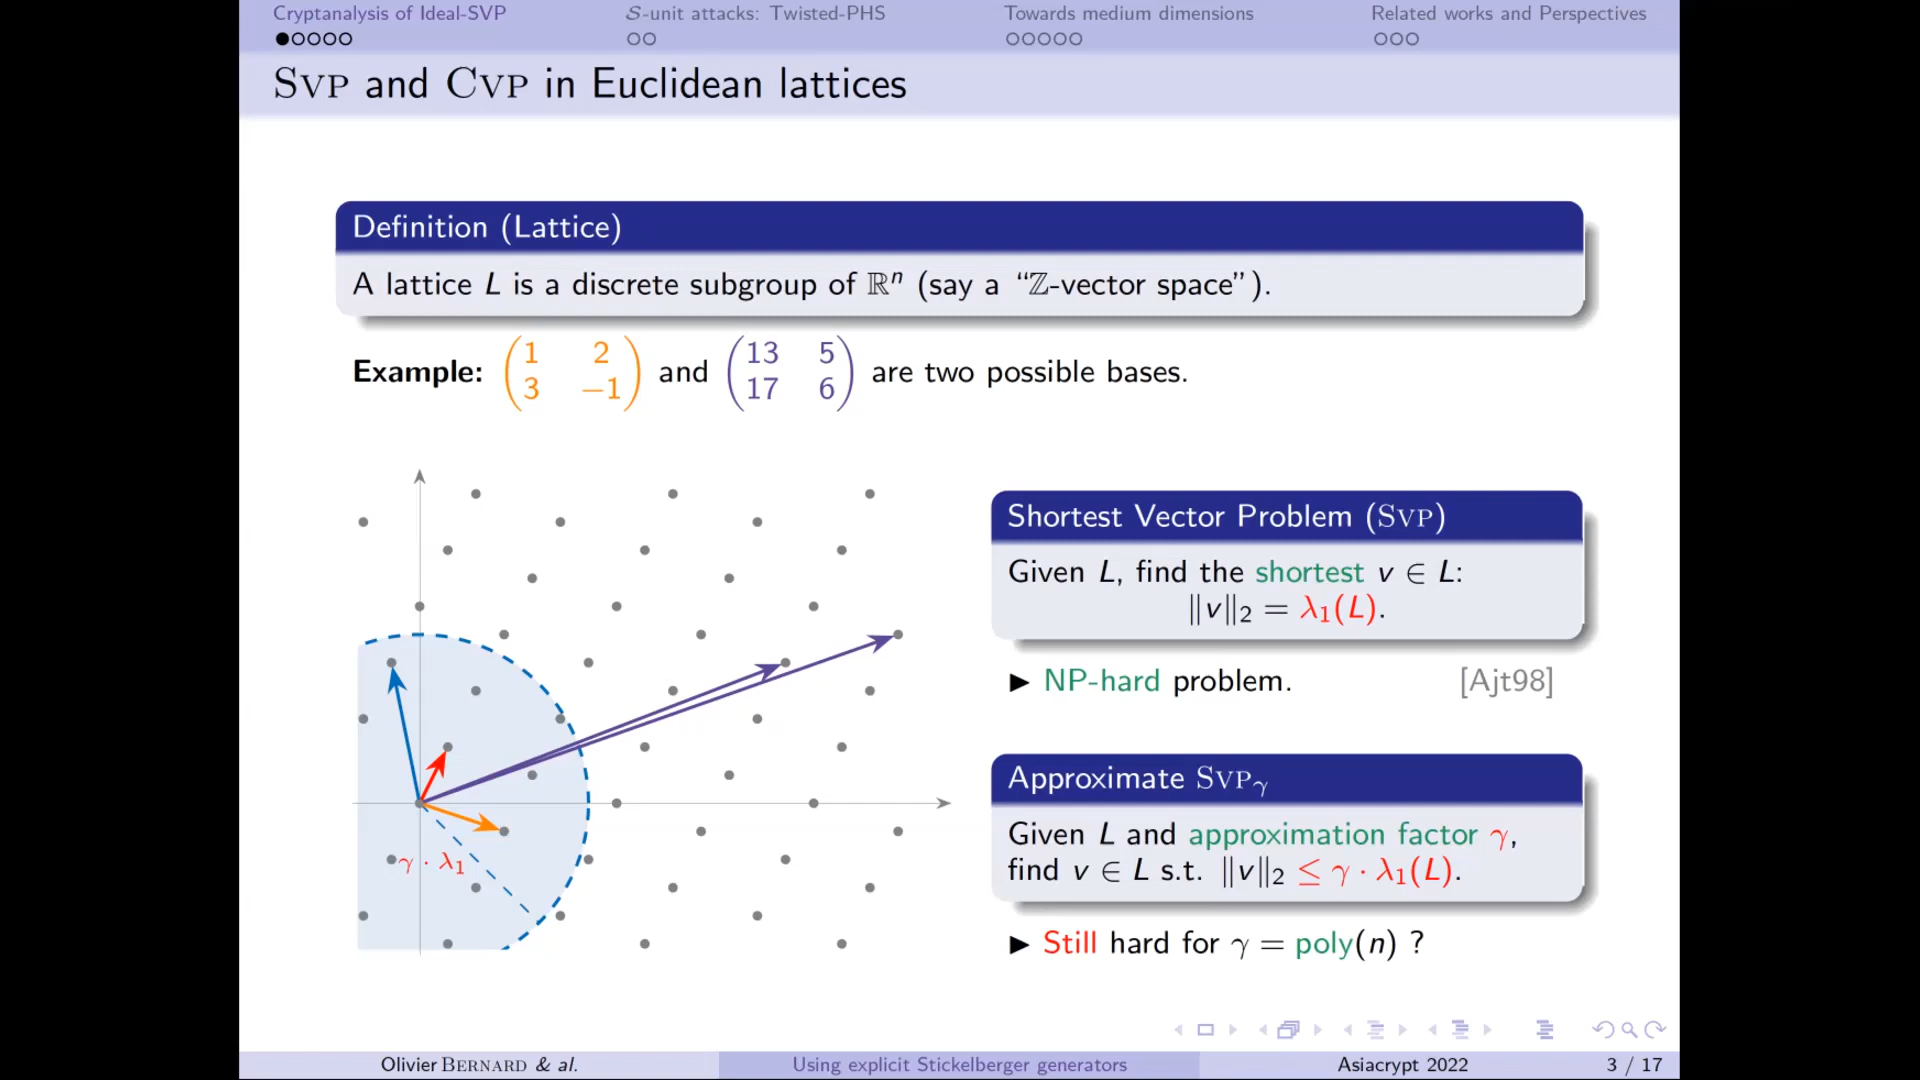 Cryptanalysis of Ideal-SVP
S-unit attacks: Twisted-PHS
Towards medium dimensions
Related works and Perspectives
SVP and CVP in Euclidean lattices
Definition (Lattice)
A lattice L is a discrete subgroup of ℝⁿ (say a “ℤ-vector space”).
Example: (1 2 / 3 −1) and (13 5 / 17 6) are two possible bases.
γ · λ₁
Shortest Vector Problem (SVP)
Given L, find the shortest v ∈ L:
‖v‖₂ = λ₁(L).
▶ NP-hard problem. [Ajt98]
Approximate SVPγ
Given L and approximation factor γ,
find v ∈ L s.t. ‖v‖₂ ≤ γ · λ₁(L).
▶ Still hard for γ = poly(n) ?
Olivier BERNARD & al.
Using explicit Stickelberger generators
Asiacrypt 2022
3 / 17